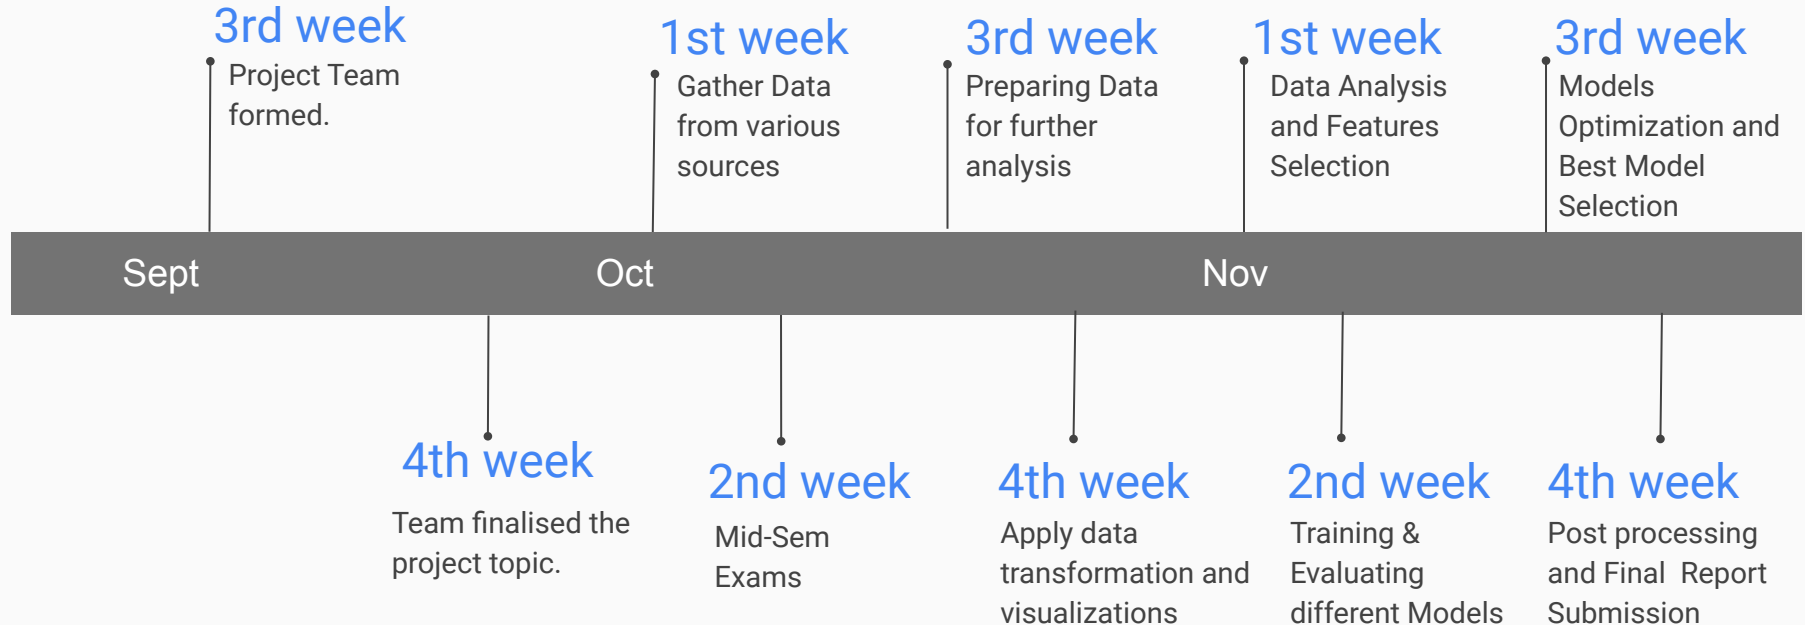 3rd week
Project Team
formed.
1st week
Gather Data
from various
sources
3rd week
Preparing Data
for further
analysis
1st week
Data Analysis
and Features
Selection
3rd week
Models
Optimization and
Best Model
Selection
Sept
Oct
Nov
4th week
Team finalised the
project topic.
2nd week
Mid-Sem
Exams
4th week
Apply data
transformation and
visualizations
2nd week
Training &
Evaluating
different Models
4th week
Post processing
and Final  Report
Submission